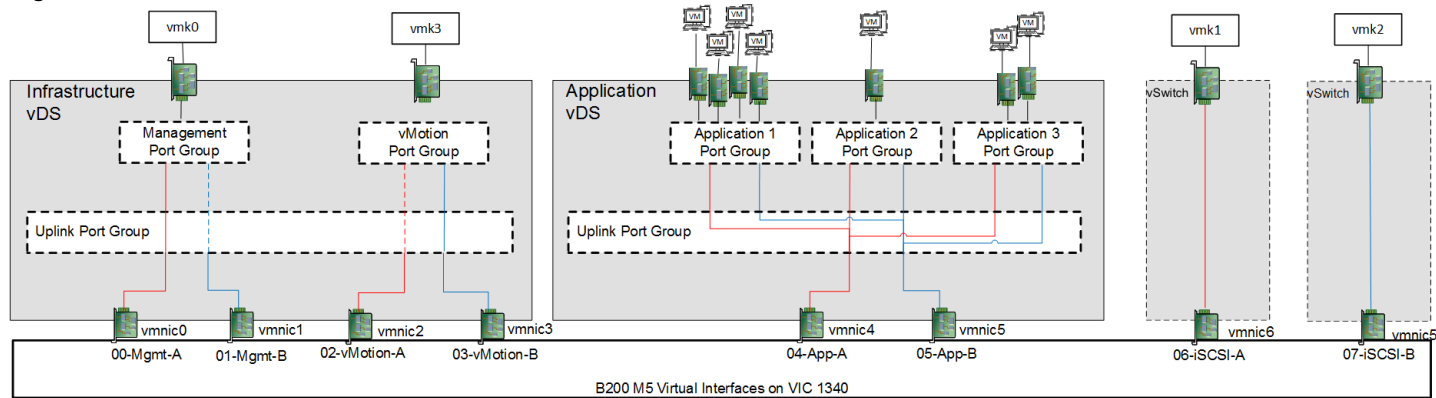 vmk0
vmk3
VM
VM
VM
VM
VM
VM
VM
vmk1
vmk2
Infrastructure
vDS
Application
vDS
vSwitch
vSwitch
Management
Port Group
vMotion
Port Group
Application 1
Port Group
Application 2
Port Group
Application 3
Port Group
Uplink Port Group
Uplink Port Group
vmnic0
vmnic1
vmnic2
vmnic3
vmnic4
vmnic5
vmnic6
vmnic5
00-Mgmt-A
01-Mgmt-B
02-vMotion-A
03-vMotion-B
04-App-A
05-App-B
06-iSCSI-A
07-iSCSI-B
B200 M5 Virtual Interfaces on VIC 1340